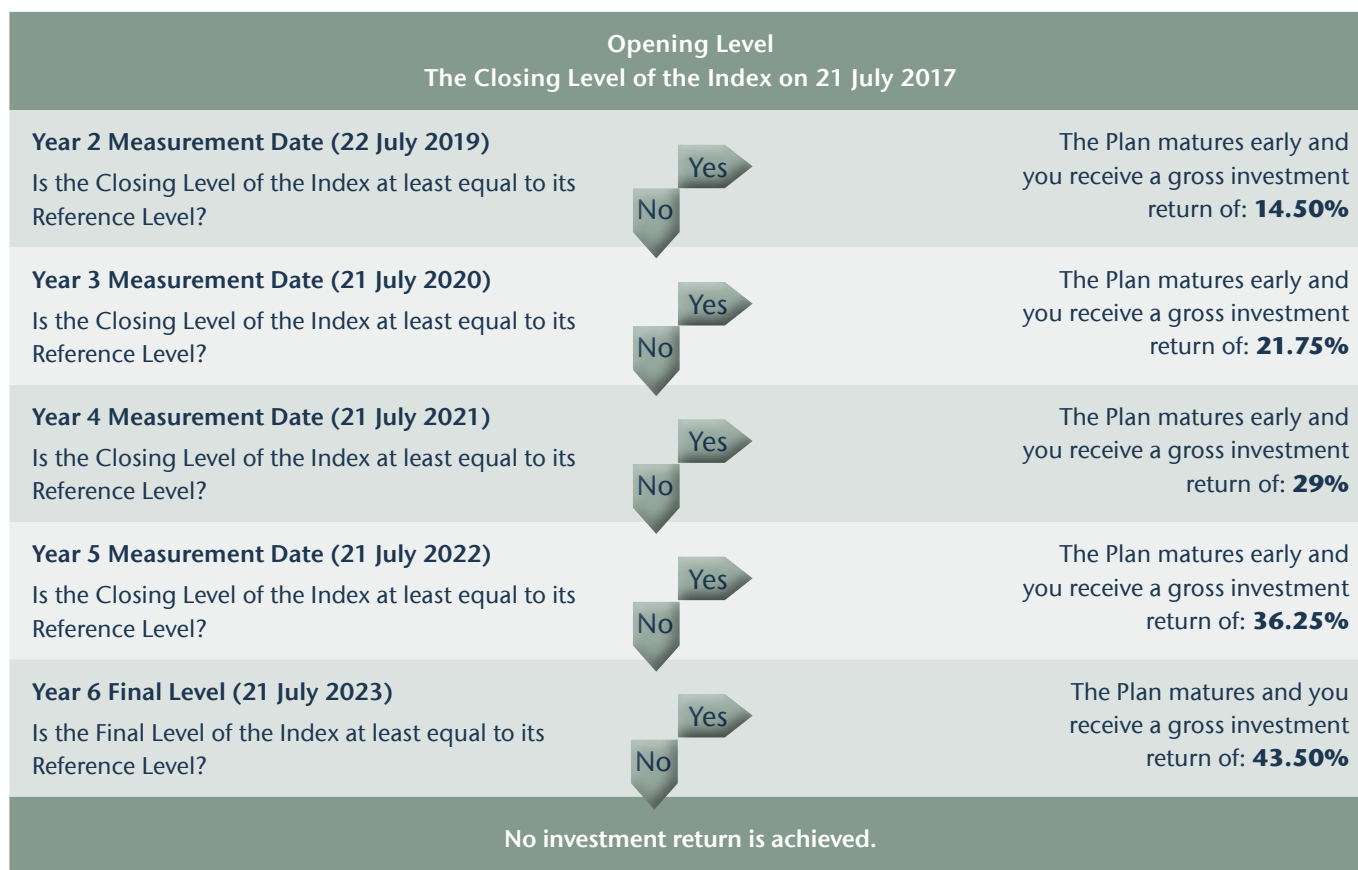 Opening Level
The Closing Level of the Index on 21 July 2017
Year 2 Measurement Date (22 July 2019)
Is the Closing Level of the Index at least equal to its
Reference Level?
Yes
No
The Plan matures early and
you receive a gross investment
return of: 14.50%
Year 3 Measurement Date (21 July 2020)
Is the Closing Level of the Index at least equal to its
Reference Level?
Yes
No
The Plan matures early and
you receive a gross investment
return of: 21.75%
Year 4 Measurement Date (21 July 2021)
Is the Closing Level of the Index at least equal to its
Reference Level?
Yes
No
The Plan matures early and
you receive a gross investment
return of: 29%
Year 5 Measurement Date (21 July 2022)
Is the Closing Level of the Index at least equal to its
Reference Level?
Yes
No
The Plan matures early and
you receive a gross investment
return of: 36.25%
Year 6 Final Level (21 July 2023)
Is the Final Level of the Index at least equal to its
Reference Level?
Yes
No
The Plan matures and you
receive a gross investment
return of: 43.50%
No investment return is achieved.